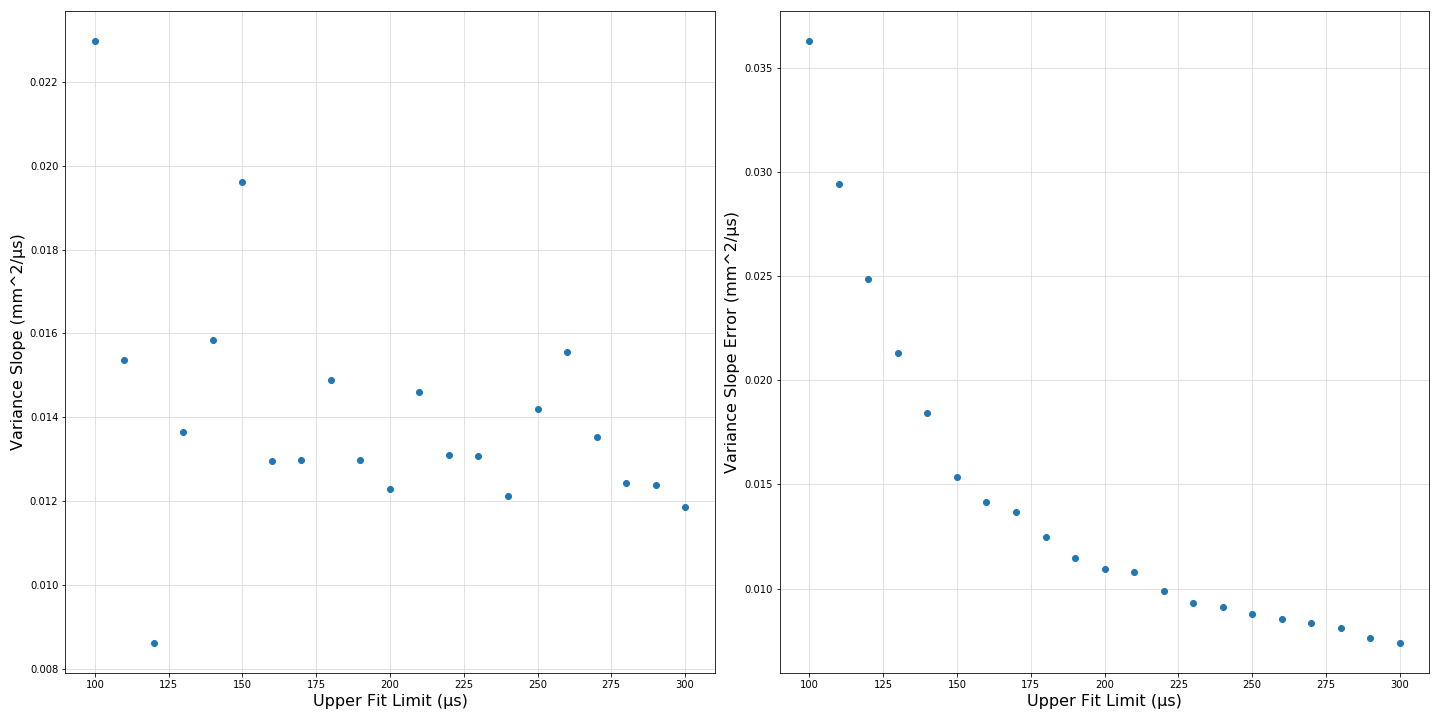 0.022
0.020
0.018
0.016
0.014
0.012
0.010
0.008
Variance Slope (mm^2/µs)
100 125 150 175 200 225 250 275 300
Upper Fit Limit (µs)
0.035
0.030
0.025
0.020
0.015
0.010
Variance Slope Error (mm^2/µs)
100 125 150 175 200 225 250 275 300
Upper Fit Limit (µs)